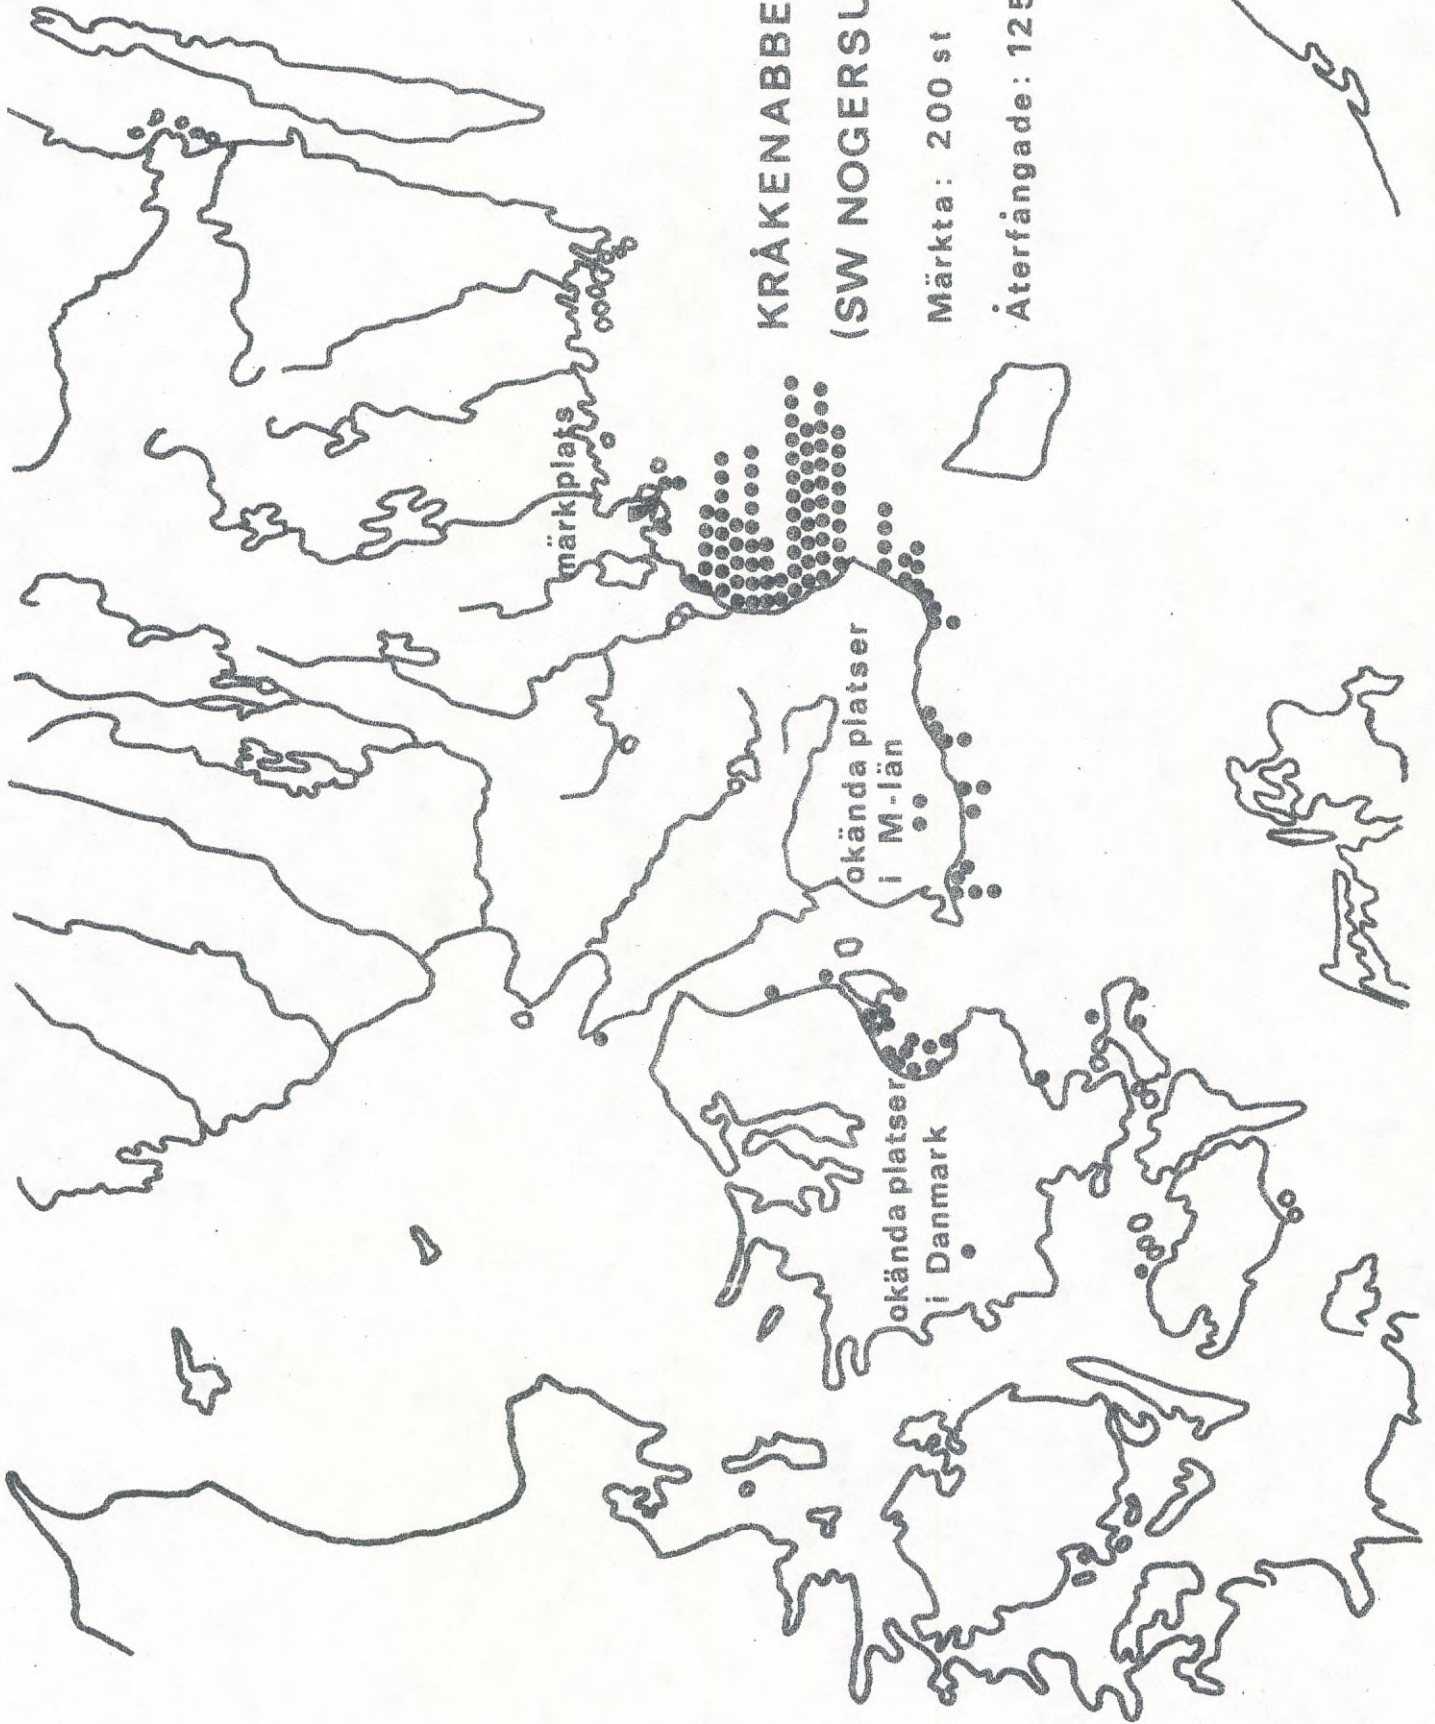 KRÅKENABBE
(SW NOGERSU
Märkta: 200 st
Återfångade: 125
märkplats
okända platser
i M-län
okända platser
i Danmark